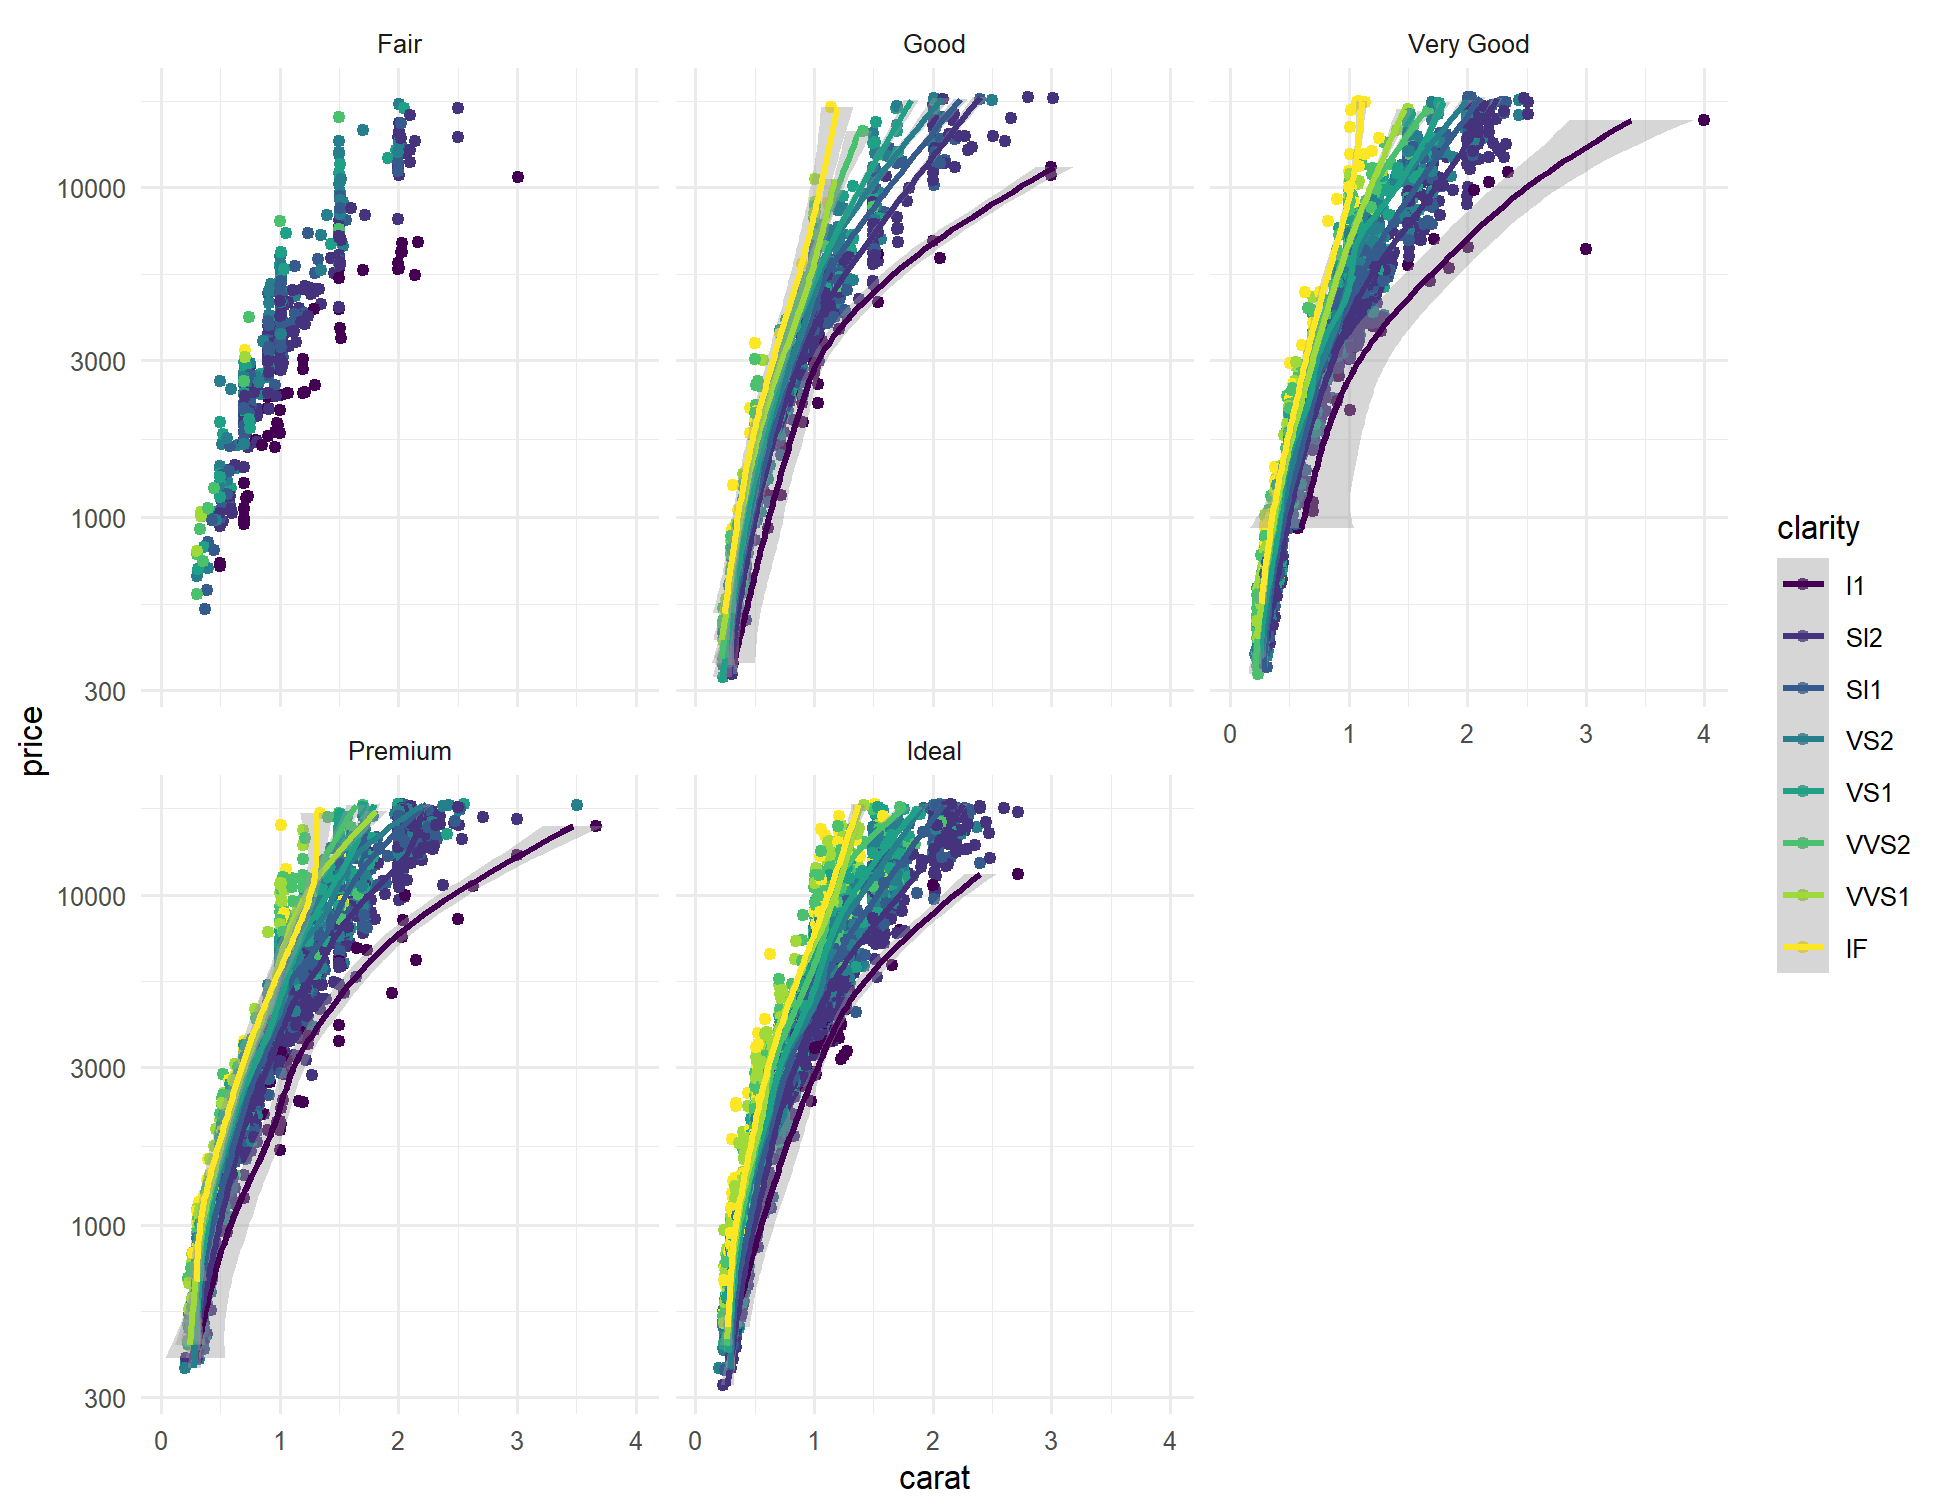 Fair
Good
Very Good
10000
3000
1000
300
0 1 2 3 4
price
Premium
Ideal
10000
3000
1000
300
0 1 2 3 4
0 1 2 3 4
carat
clarity
I1
SI2
SI1
VS2
VS1
VVS2
VVS1
IF